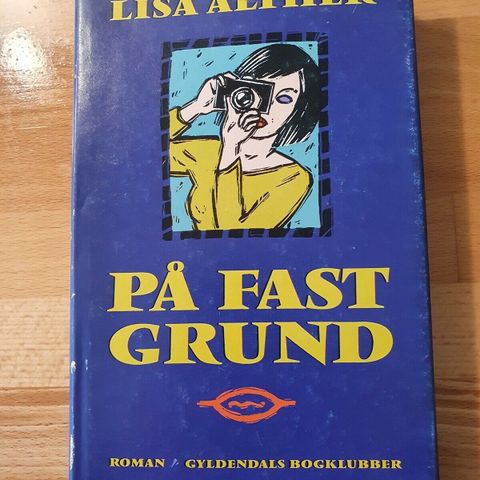 LISA ALTHER
PÅ FAST
GRUND
ROMAN / GYLDENDALS BOGKLUBBER